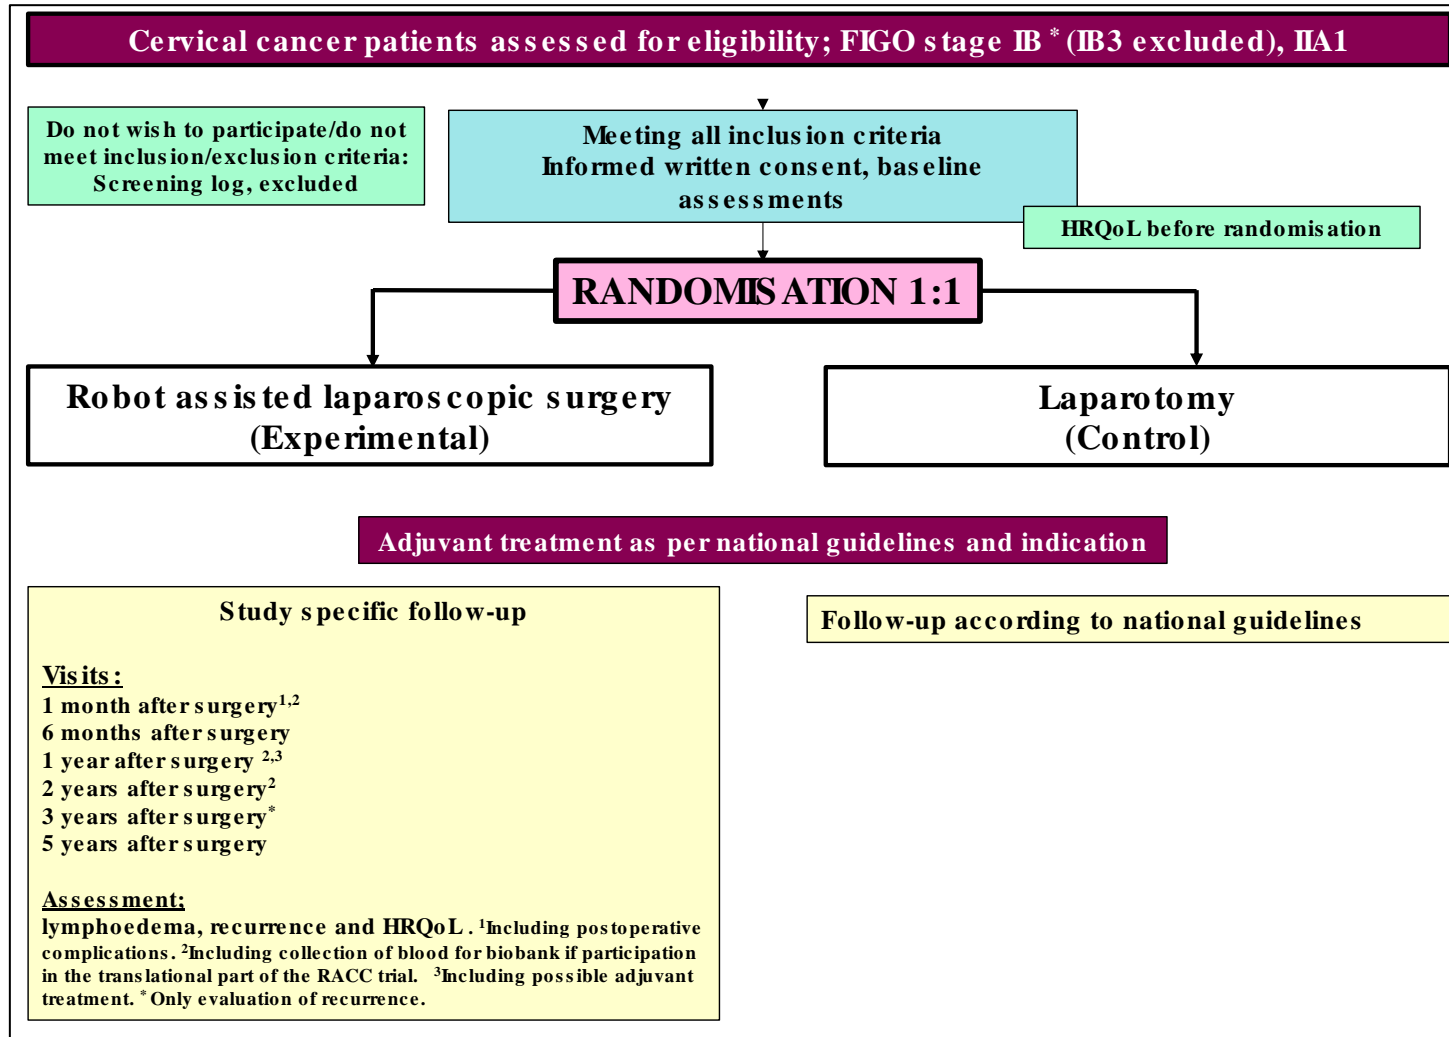 Cervical cancer patients assessed for eligibility; FIGO stage IB * (IB3 excluded), IIA1
Do not wish to participate/do not
meet inclusion/exclusion criteria:
Screening log, excluded
Meeting all inclusion criteria
Informed written consent, baseline
assessments
HRQoL before randomisation
RANDOMISATION 1:1
Robot assisted laparoscopic surgery
(Experimental)
Laparotomy
(Control)
Adjuvant treatment as per national guidelines and indication
Study specific follow-up
Visits:
1 month after surgery1,2
6 months after surgery
1 year after surgery 2,3
2 years after surgery2
3 years after surgery*
5 years after surgery
Assessment;
lymphoedema, recurrence and HRQoL . 1Including postoperative
complications. 2Including collection of blood for biobank if participation
in the translational part of the RACC trial. 3Including possible adjuvant
treatment. * Only evaluation of recurrence.
Follow-up according to national guidelines